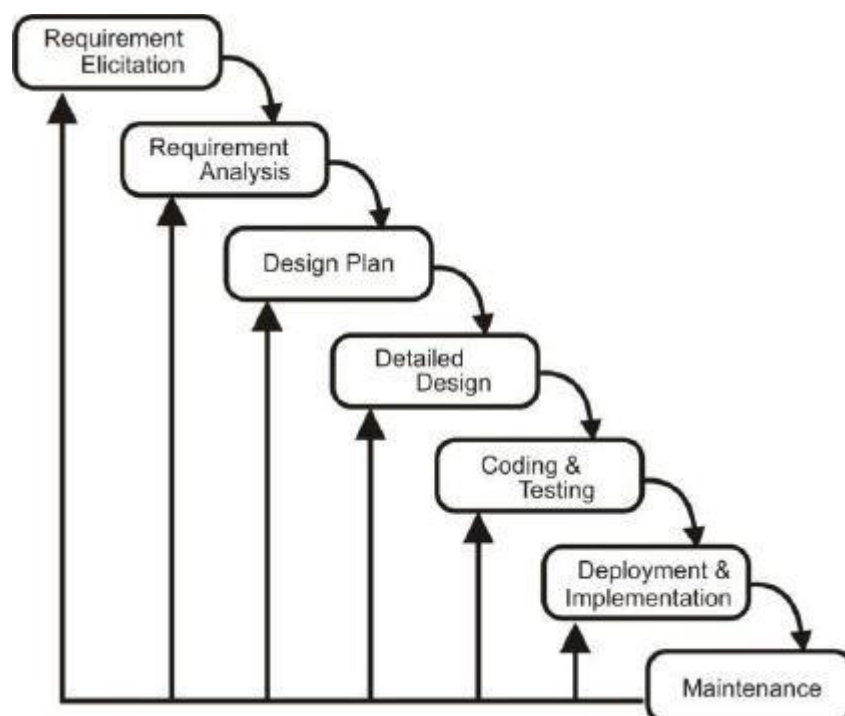 Requirement
Elicitation
Requirement
Analysis
Design Plan
Detailed
Design
Coding &
Testing
Deployment &
Implementation
Maintenance